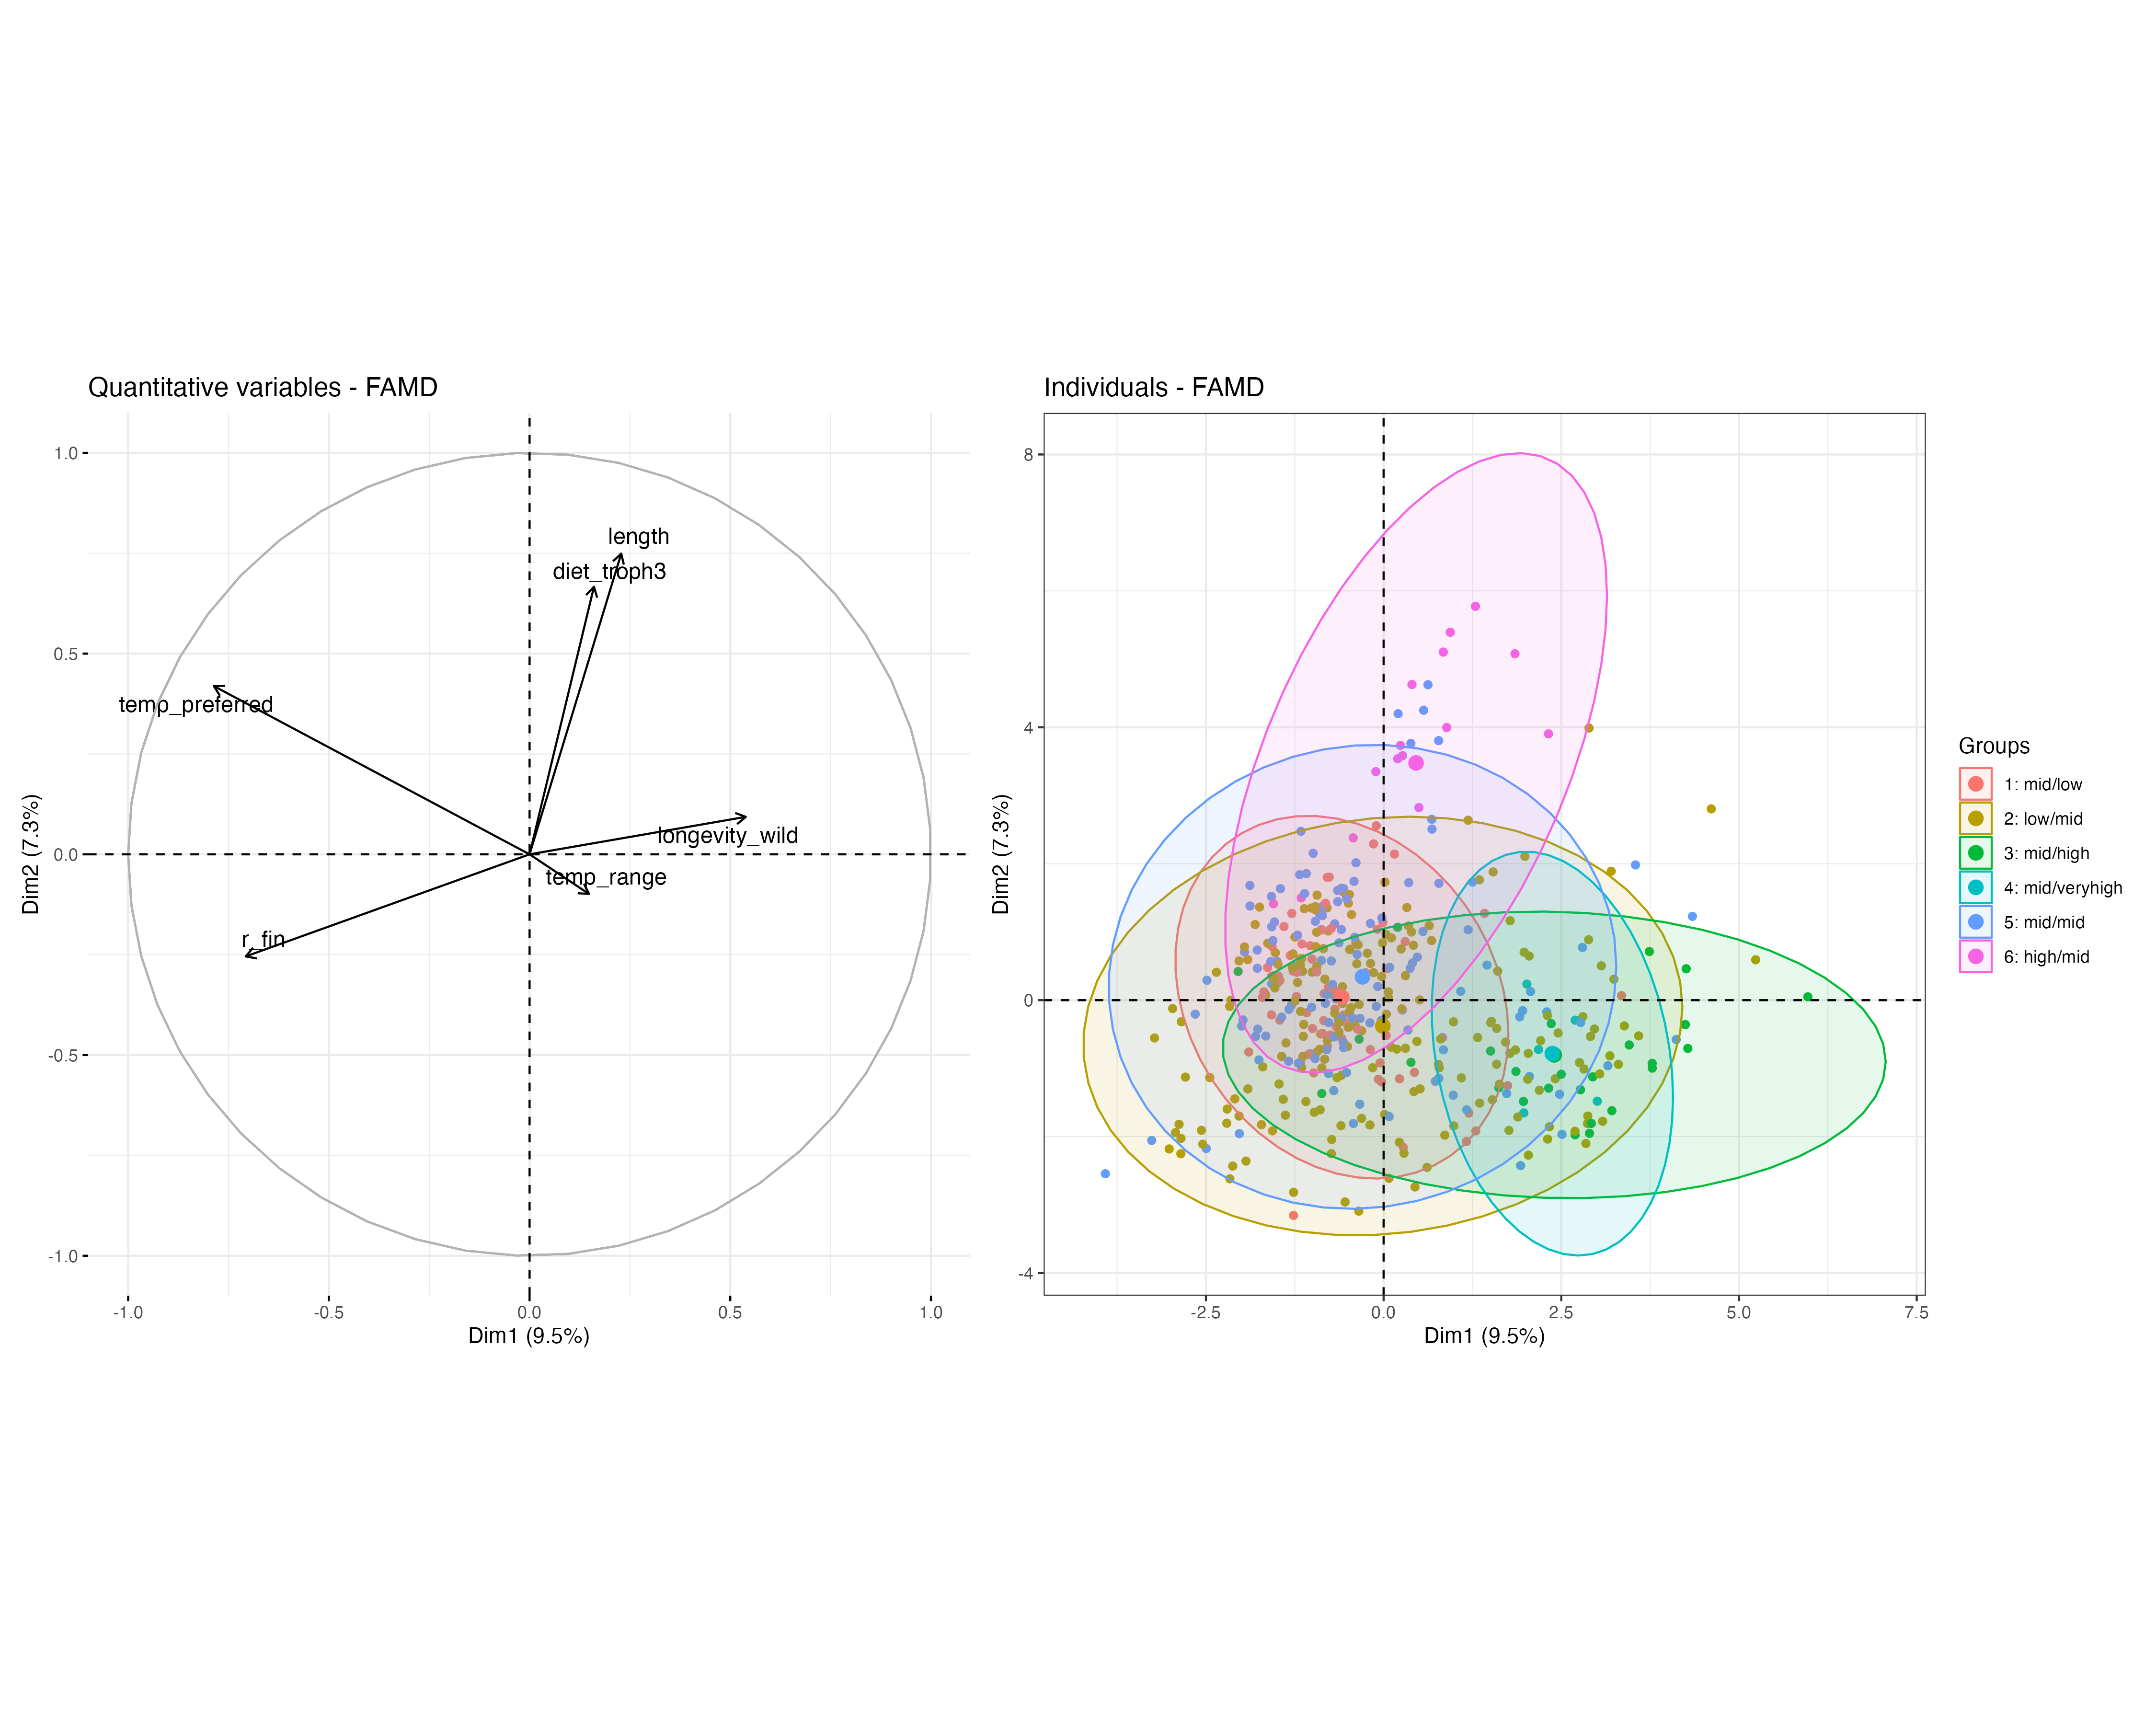 Quantitative variables - FAMD
1.0
0.5
0.0
-0.5
-1.0
Dim2 (7.3%)
length
diet_troph3
temp_preferred
longevity_wild
temp_range
r_fin
-1.0
-0.5
0.0
0.5
1.0
Dim1 (9.5%)
Individuals - FAMD
8
4
0
-4
Dim2 (7.3%)
-2.5
0.0
2.5
5.0
7.5
Dim1 (9.5%)
Groups
1: mid/low
2: low/mid
3: mid/high
4: mid/veryhigh
5: mid/mid
6: high/mid